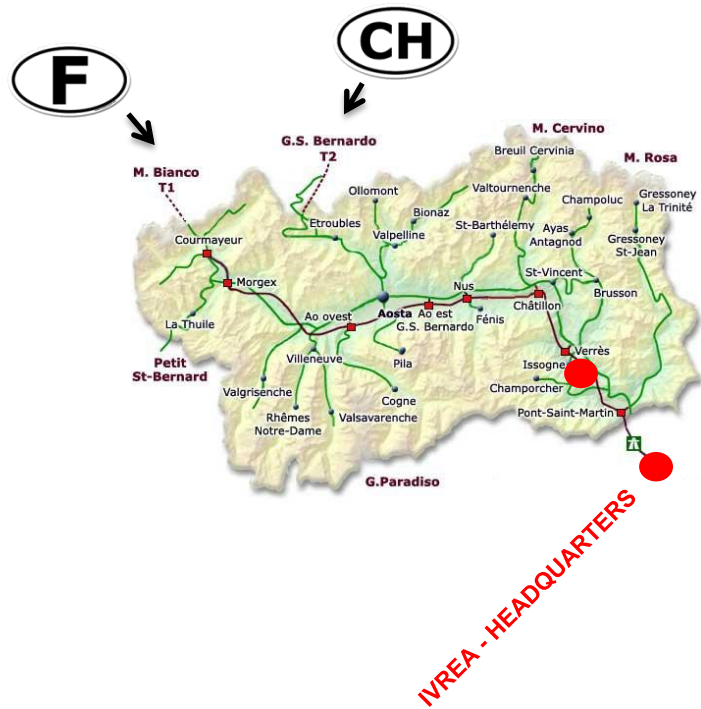 CH
F
M. Cervino
G.S. Bernardo
T2
Breuil Cervinia
M. Rosa
M. Bianco
T1
Ollomont
Valtournenche
Champoluc
Gressoney
La Trinité
Etroubles
Bionaz
St-Barthélemy
Ayas
Antagnod
Valpelline
Courmayeur
Gressoney
St-Jean
Morgex
Nus
St-Vincent
Brusson
Aosta
Ao ovest
Ao est
G.S. Bernardo
Fénis
Châtillon
La Thuile
Villeneuve
Pila
Issogne
Verrès
Petit
St-Bernard
Valgrisenche
Cogne
Champorcher
Rhêmes
Notre-Dame
Valsavarenche
Pont-Saint-Martin
G.Paradiso
IVREA - HEADQUARTERS